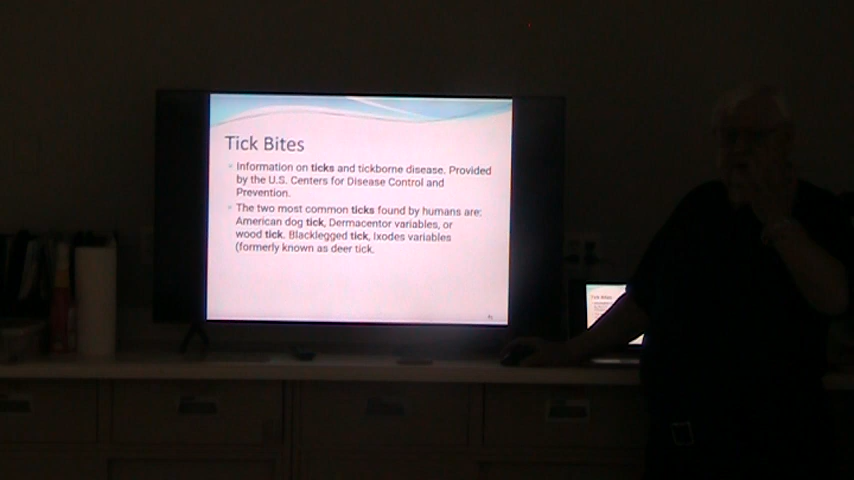 Tick Bites
Information on ticks and tickborne disease. Provided
by the U.S. Centers for Disease Control and
Prevention.
The two most common ticks found by humans are:
American dog tick, Dermacentor variables, or
wood tick. Blacklegged tick, Ixodes variables
(formerly known as deer tick.
Tick Bites